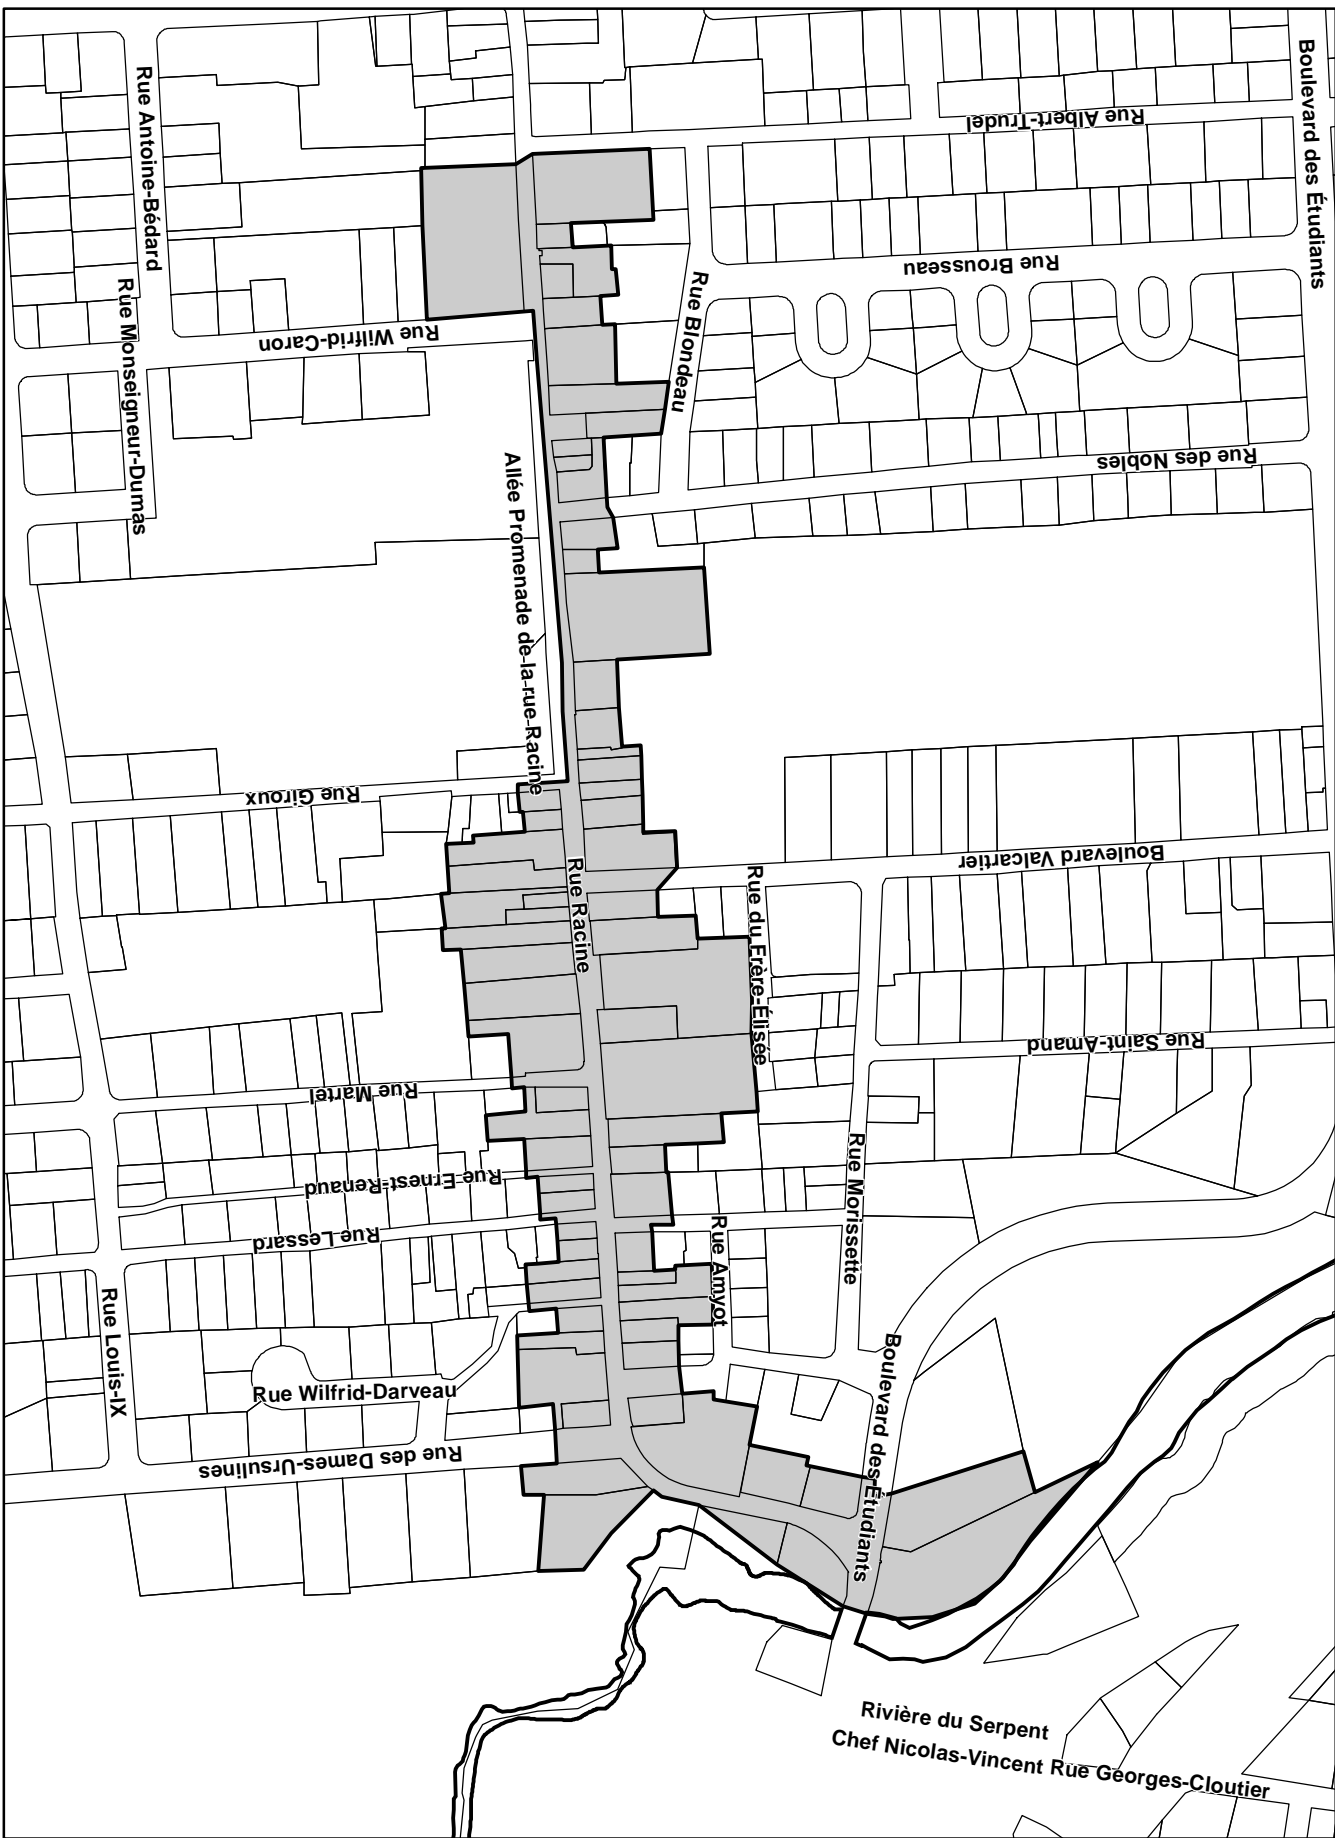 Boulevard des Étudiants
Rue Antoine-Bédard
Rue Albert-Trudel
Rue Brousseau
Rue Blondeau
Rue Monseigneur-Dumas
Rue Wilfrid-Caron
Rue des Nobles
Allée Promenade de-la-rue-Racine
Rue Giroux
Boulevard Valcartier
Rue Racine
Rue du Frère-Élisée
Rue Saint-Amand
Rue Martel
Rue Ernest-Renaud
Rue Morissette
Rue Lessard
Rue Amyot
Rue Louis-IX
Rue Wilfrid-Darveau
Boulevard des Étudiants
Rue des Dames-Ursulines
Rivière du Serpent
Chef Nicolas-Vincent Rue Georges-Cloutier